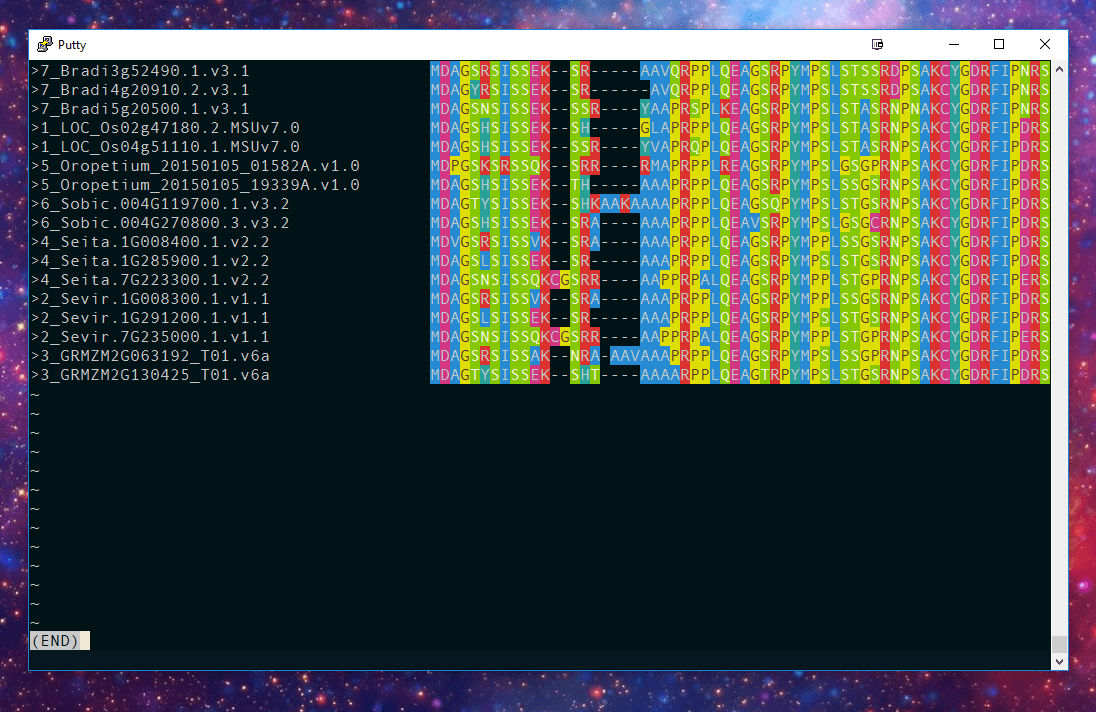 Putty
>7_Bradi3g52490.1.v3.1 MDAGSRSISSEK--SR-----AAVQRPPLQEAGSRPYMPSLSTSSRDPSAKCYGDRFIPNRS
>7_Bradi4g20910.2.v3.1 MDAGYRSISSEK--SR------AVQRPPLQEAGSRPYMPSLSTSSRDPSAKCYGDRFIPNRS
>7_Bradi5g20500.1.v3.1 MDAGSNSISSEK--SSR----YAAPRSPLKEAGSRPYMPSLSTASRNPNAKCYGDRFIPNRS
>1_LOC_Os02g47180.2.MSUv7.0 MDAGSHSISSEK--SH-----GLAPRPPLQEAGSRPYMPSLSTASRNPSAKCYGDRFIPDRS
>1_LOC_Os04g51110.1.MSUv7.0 MDAGSHSISSEK--SSR----YVAPRQPLQEAGSRPYMPSLSTASRNPSAKCYGDRFIPDRS
>5_Oropetium_20150105_01582A.v1.0 MDPGSKSRSSQK--SRR----RMAPRPPLREAGSRPYMPSLGSGPRNPSAKCYGDRFIPDRS
>5_Oropetium_20150105_19339A.v1.0 MDAGSHSISSEK--TH-----AAAPRPPLQEAGSRPYMPSLSSGSRNPSAKCYGDRFIPDRS
>6_Sobic.004G119700.1.v3.2 MDAGTYSISSEK--SHKAAKAAAAPRPPLQEAGSQPYMPSLSTGSRNPSAKCYGDRFIPDRS
>6_Sobic.004G270800.3.v3.2 MDAGSHSISSEK--SRA----AAAPRPPLQEAVSRPYMPSLGSGCRNPSAKCYGDRFIPDRS
>4_Seita.1G008400.1.v2.2 MDVGSRSISSVK--SRA----AAAPRPPLQEAGSRPYMPPLSSGSRNPSAKCYGDRFIPDRS
>4_Seita.1G285900.1.v2.2 MDAGSLSISSEK--SR-----AAAPRPPLQEAGSRPYMPSLSSGSRNPSAKCYGDRFIPDRS
>4_Seita.7G223300.1.v2.2 MDAGSNSISSQKCGSRR----AAPPRPALQEAGSRPYMPPLSTGPRNPSAKCYGDRFIPERS
>2_Sevir.1G008300.1.v1.1 MDAGSRSISSVK--SRA----AAAPRPPLQEAGSRPYMPPLSSGSRNPSAKCYGDRFIPDRS
>2_Sevir.1G291200.1.v1.1 MDAGSLSISSEK--SR-----AAAPRPPLQEAGSRPYMPSLSSGSRNPSAKCYGDRFIPDRS
>2_Sevir.7G235000.1.v1.1 MDAGSNSISSQKCGSRR----AAPPRPALQEAGSRPYMPPLSTGPRNPSAKCYGDRFIPERS
>3_GRMZM2G063192_T01.v6a MDAGSRSISSAK--NRA-AAVAAAPRPPLQEAGSRPYMPSLSSGPRNPSAKCYGDRFIPDRS
>3_GRMZM2G130425_T01.v6a MDAGTYSISSEK--SHT----AAAARPPLQEAGTRPYMPSLSTGSRNPSAKCYGDRFIPDRS
~
~
~
~
~
~
~
~
~
~
~
~
~
(END)